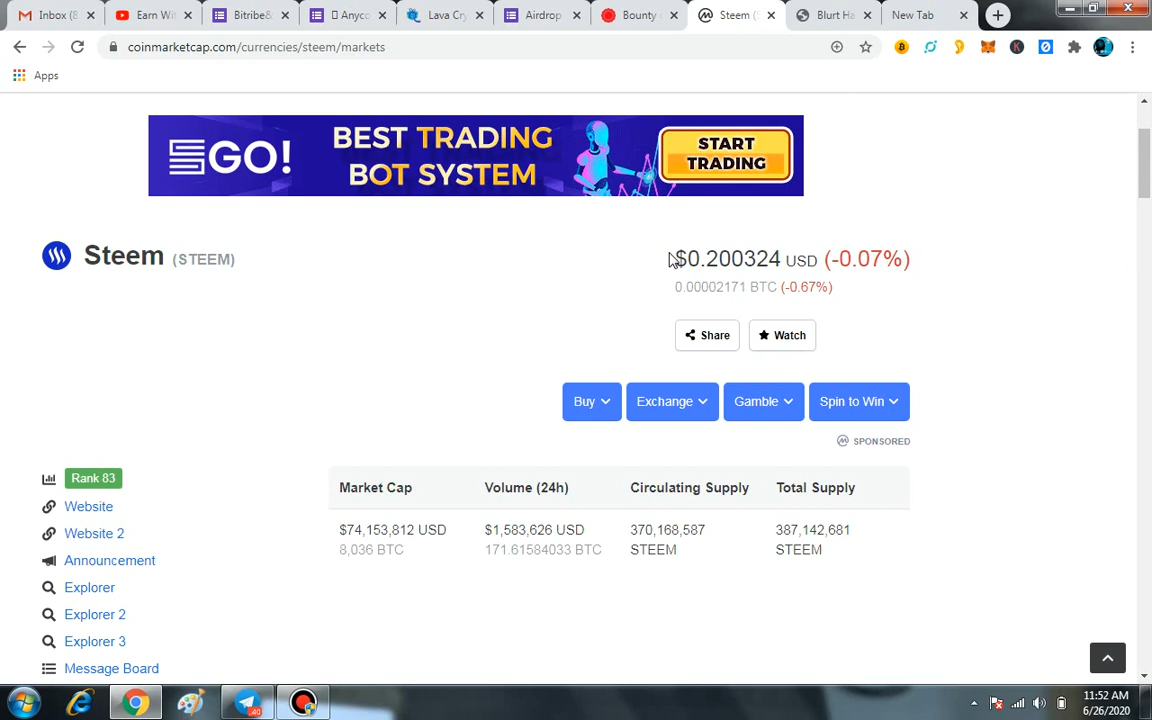 Inbox (8
Earn Wit
Bitribe&
Anyco
Lava Cry
Airdrop
Bounty
Steem (S
Blurt Ha
New Tab
coinmarketcap.com/currencies/steem/markets
Apps
GO!
BEST TRADING
BOT SYSTEM
START
TRADING
Steem (STEEM)
$0.200324 USD (-0.07%)
0.00002171 BTC (-0.67%)
Share
Watch
Buy
Exchange
Gamble
Spin to Win
SPONSORED
Rank 83
Website
Website 2
Announcement
Explorer
Explorer 2
Explorer 3
Message Board
Market Cap
Volume (24h)
Circulating Supply
Total Supply
$74,153,812 USD
$1,583,626 USD
370,168,587
387,142,681
8,036 BTC
171.61584033 BTC
STEEM
STEEM
40
11:52 AM
6/26/2020